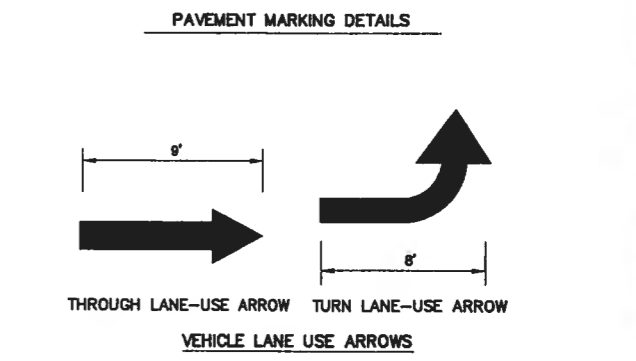 PAVEMENT MARKING DETAILS
9'
8'
THROUGH LANE-USE ARROW
TURN LANE-USE ARROW
VEHICLE LANE USE ARROWS